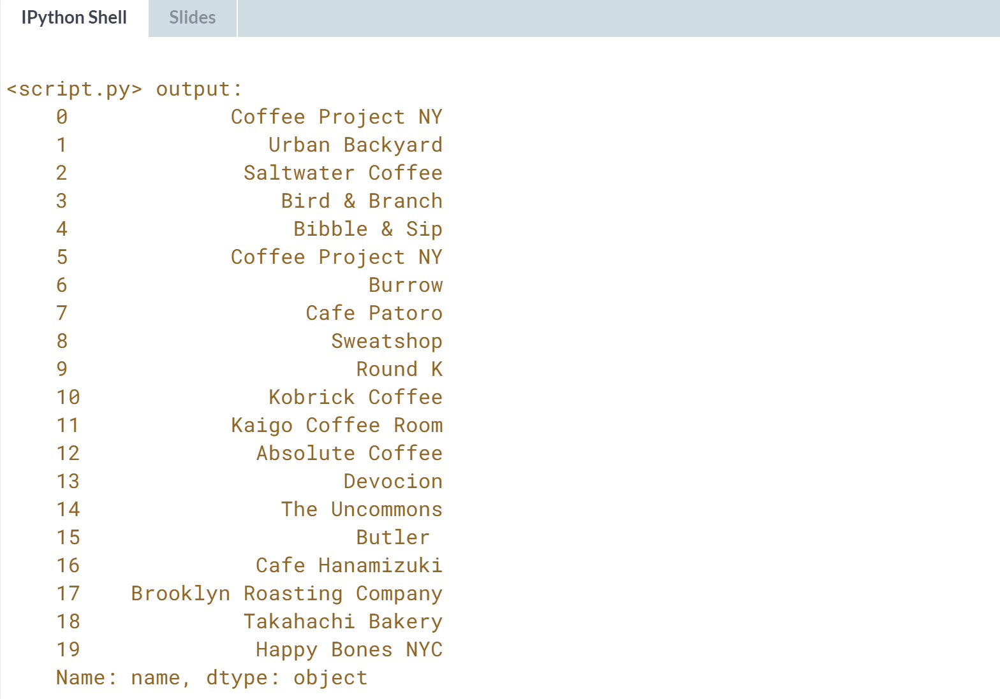 IPython Shell Slides
<script.py> output:
0 Coffee Project NY
1 Urban Backyard
2 Saltwater Coffee
3 Bird & Branch
4 Bibble & Sip
5 Coffee Project NY
6 Burrow
7 Cafe Patoro
8 Sweatshop
9 Round K
10 Kobrick Coffee
11 Kaigo Coffee Room
12 Absolute Coffee
13 Devocion
14 The Uncommons
15 Butler
16 Cafe Hanamizuki
17 Brooklyn Roasting Company
18 Takahachi Bakery
19 Happy Bones NYC
Name: name, dtype: object